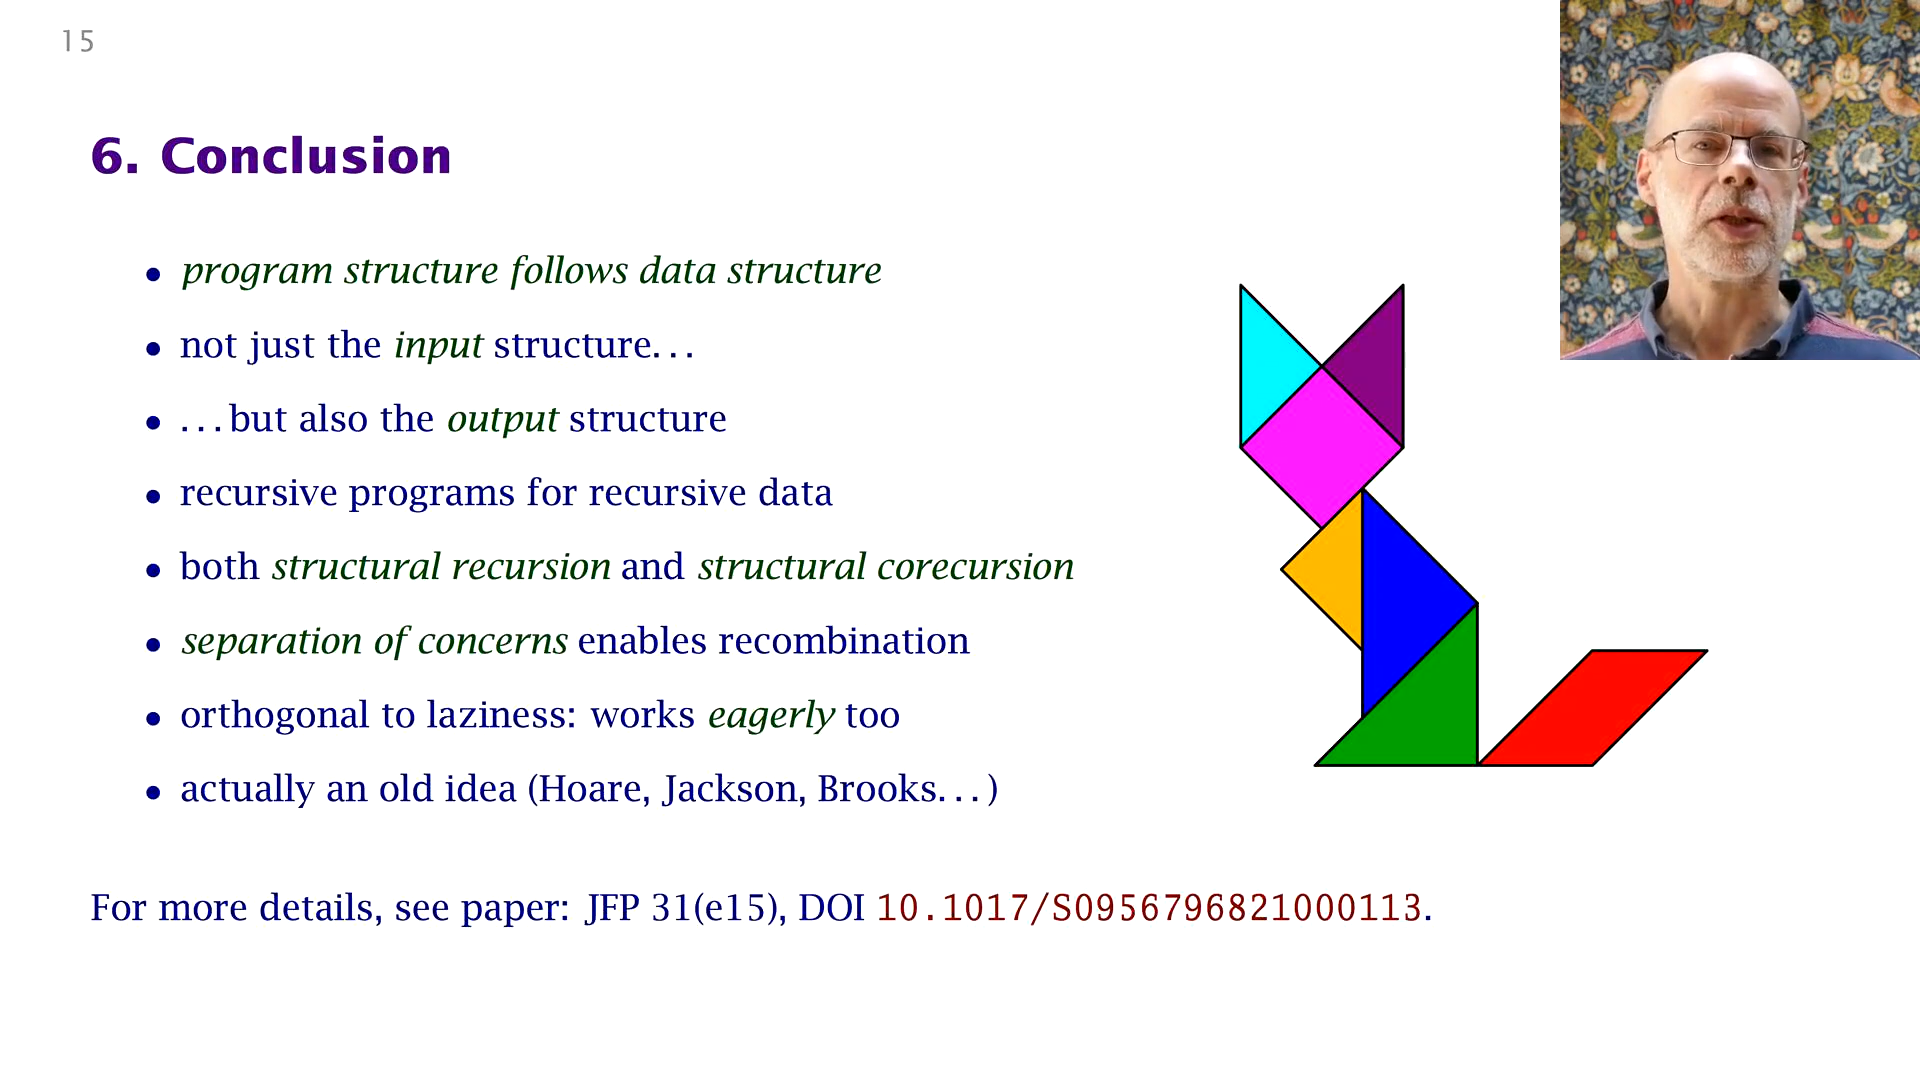 15
6. Conclusion
• program structure follows data structure
• not just the input structure...
• ...but also the output structure
• recursive programs for recursive data
• both structural recursion and structural corecursion
• separation of concerns enables recombination
• orthogonal to laziness: works eagerly too
• actually an old idea (Hoare, Jackson, Brooks...)
For more details, see paper: JFP 31(e15), DOI 10.1017/S0956796821000113.